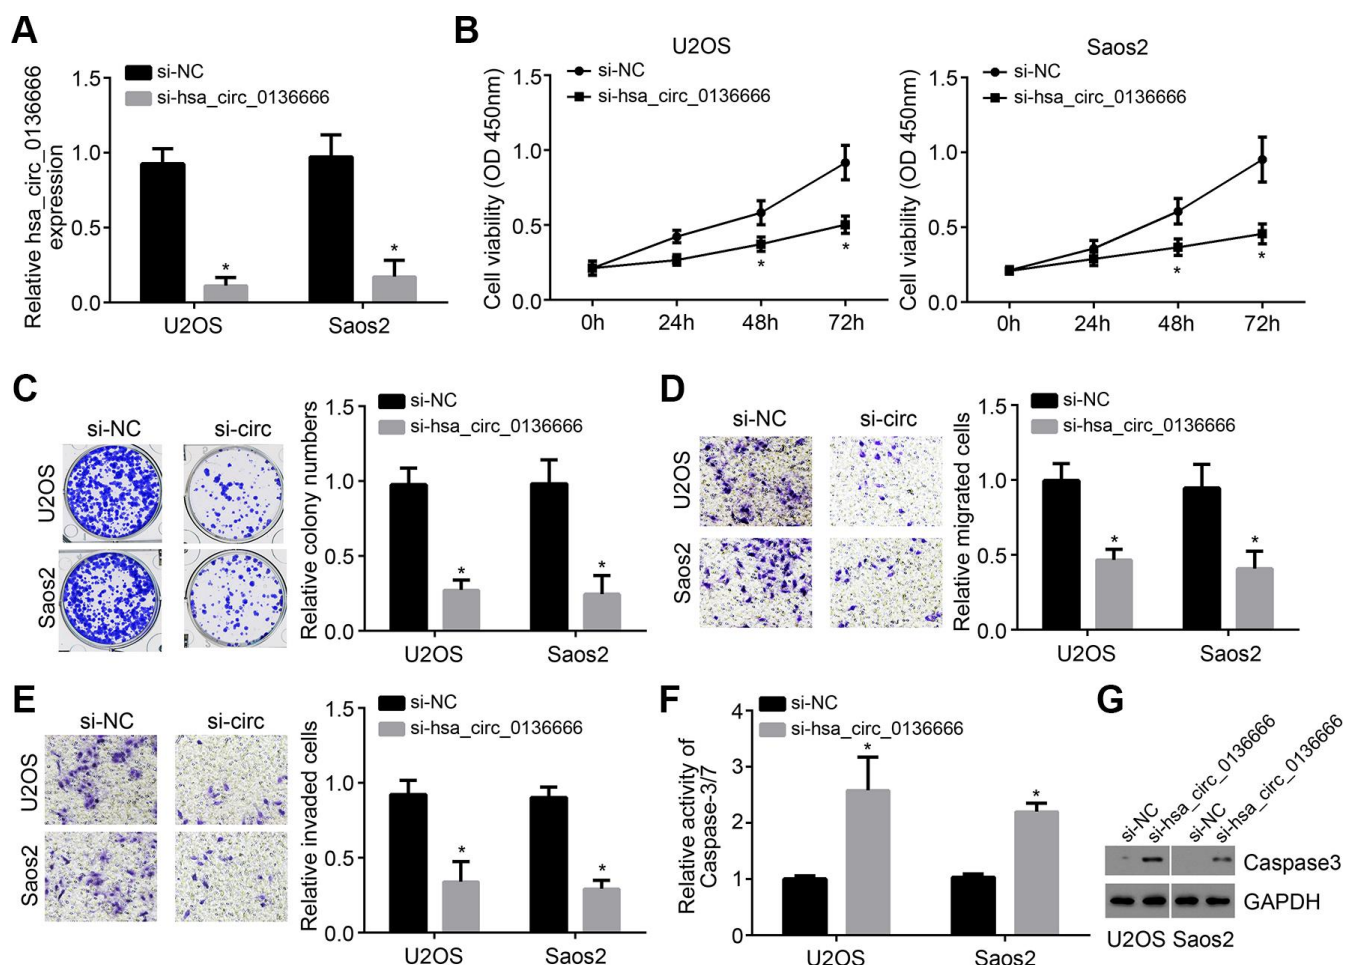 A
Relative hsa_circ_0136666
expression
si-NC
si-hsa_circ_0136666
1.5
1.0
0.5
0.0
*
*
U2OS
Saos2
B
U2OS
Cell viability (OD 450nm)
si-NC
si-hsa_circ_0136666
1.5
1.0
0.5
0.0
*
*
0h
24h
48h
72h
Saos2
Cell viability (OD 450nm)
si-NC
si-hsa_circ_0136666
1.5
1.0
0.5
0.0
*
*
0h
24h
48h
72h
C
si-NC
si-circ
U2OS
Saos2
Relative colony numbers
si-NC
si-hsa_circ_0136666
1.5
1.0
0.5
0.0
*
*
U2OS
Saos2
D
si-NC
si-circ
U2OS
Saos2
Relative migrated cells
si-NC
si-hsa_circ_0136666
1.5
1.0
0.5
0.0
*
*
U2OS
Saos2
E
si-NC
si-circ
U2OS
Saos2
Relative invaded cells
si-NC
si-hsa_circ_0136666
1.5
1.0
0.5
0.0
*
*
U2OS
Saos2
F
Relative activity of
Caspase-3/7
si-NC
si-hsa_circ_0136666
4
3
2
1
0
*
*
U2OS
Saos2
G
si-NC
si-hsa_circ_0136666
si-NC
si-hsa_circ_0136666
Caspase3
GAPDH
U2OS Saos2